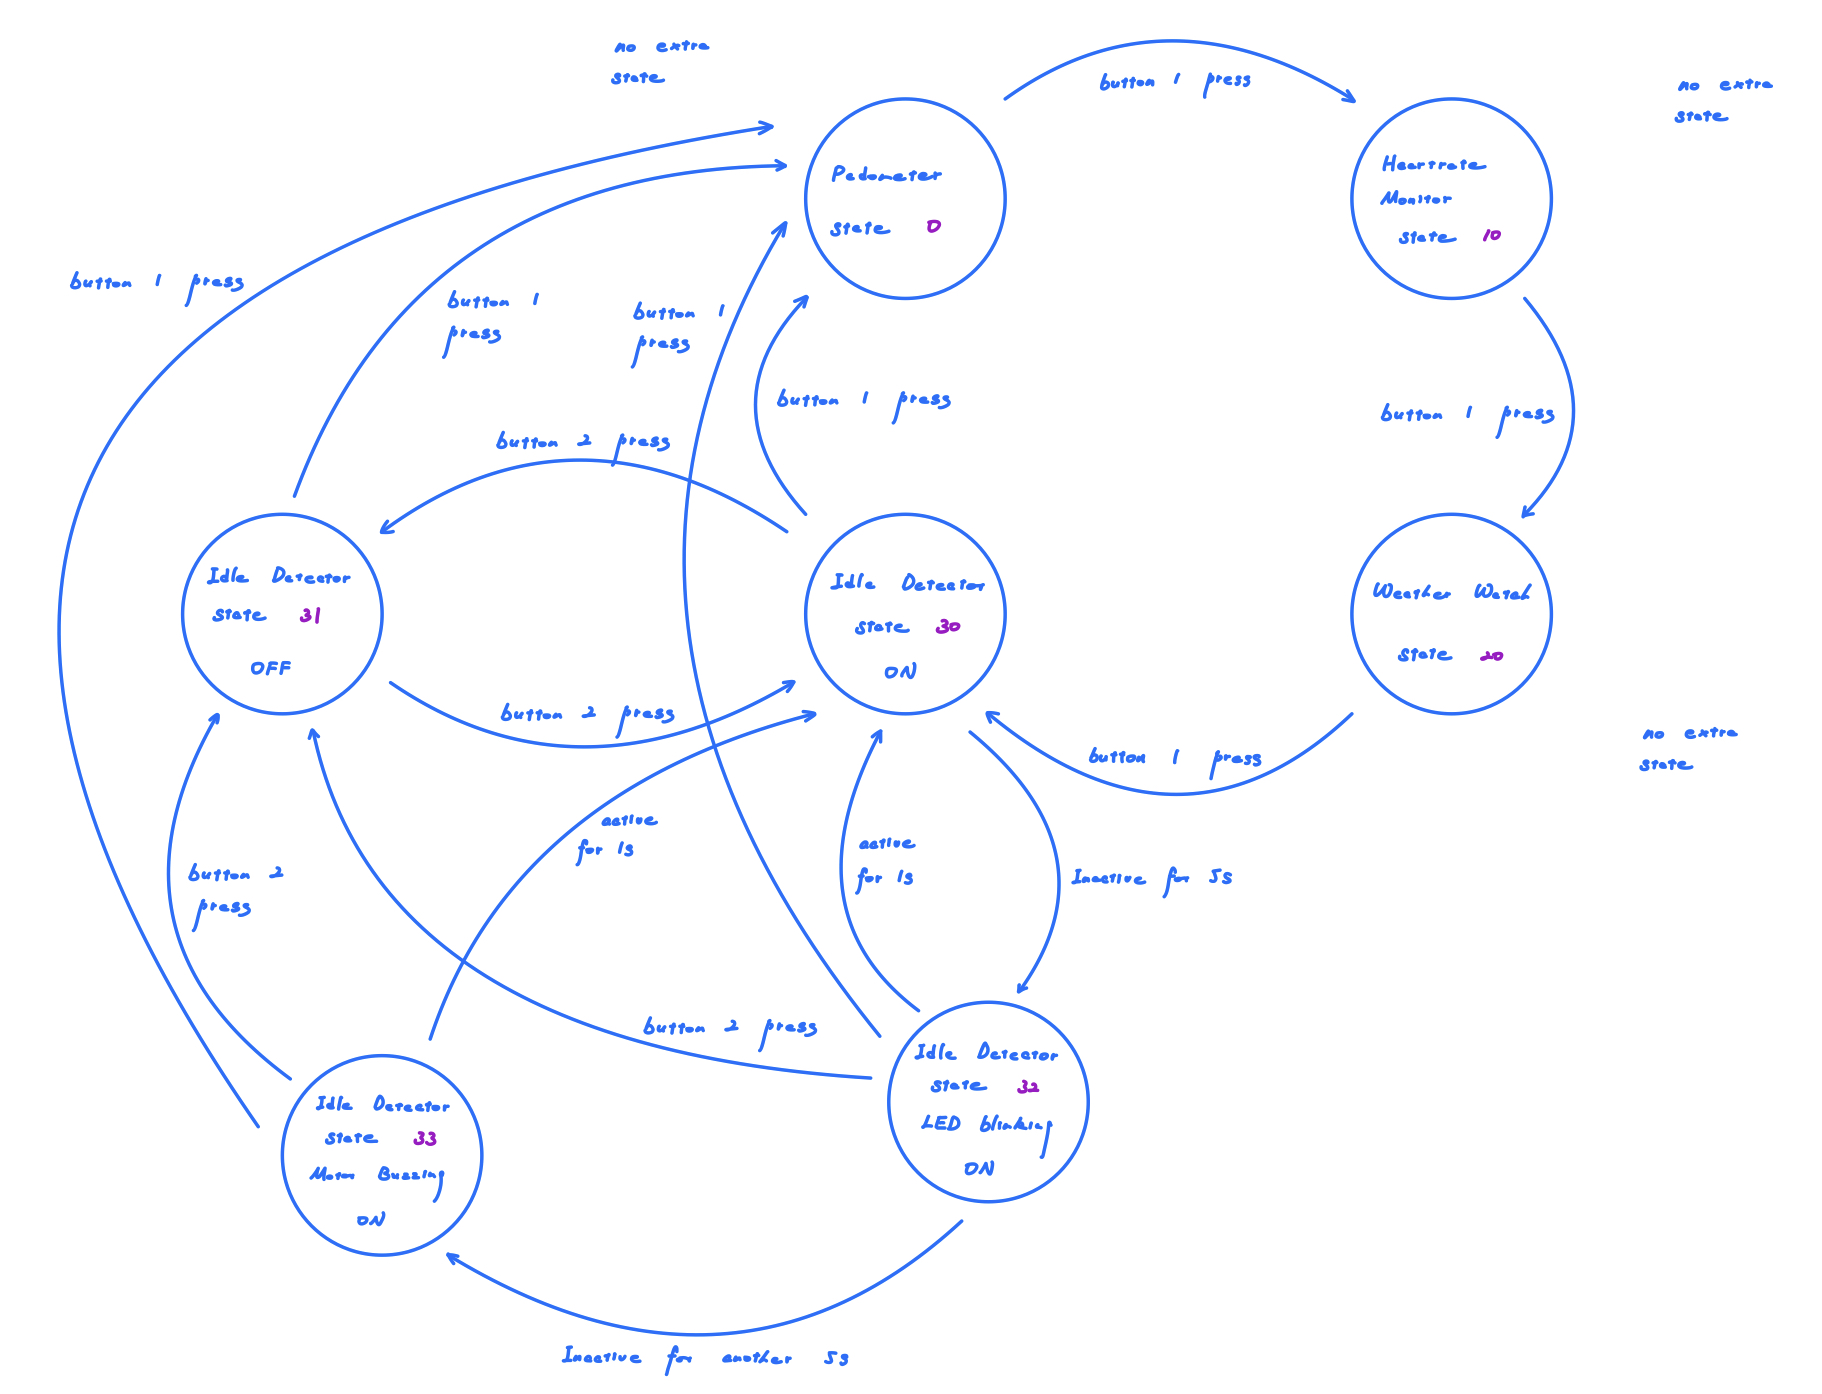 no extra
state
button 1 press
no extra
state
Pedometer
state 0
Heartrate
Monitor
state 10
button 1 press
button 1
press
button 1
press
button 1 press
button 1 press
button 2 press
Idle Detector
state 31
OFF
Idle Detector
state 30
ON
Weather Watch
state 20
button 2 press
button 1 press
no extra
state
active
for 1s
active
for 1s
Inactive for 5s
button 2
press
button 2 press
Idle Detector
state 33
Motor Buzzing
ON
Idle Detector
state 32
LED blinking
ON
Inactive for another 5s